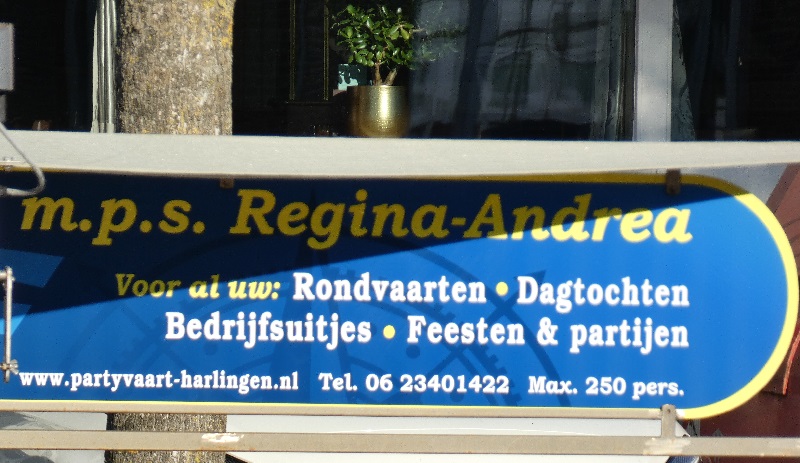 m.p.s. Regina-Andrea
Voor al uw: Rondvaarten • Dagtochten
Bedrijfsuitjes • Feesten & partijen
www.partyvaart-harlingen.nl Tel. 06 23401422 Max. 250 pers.